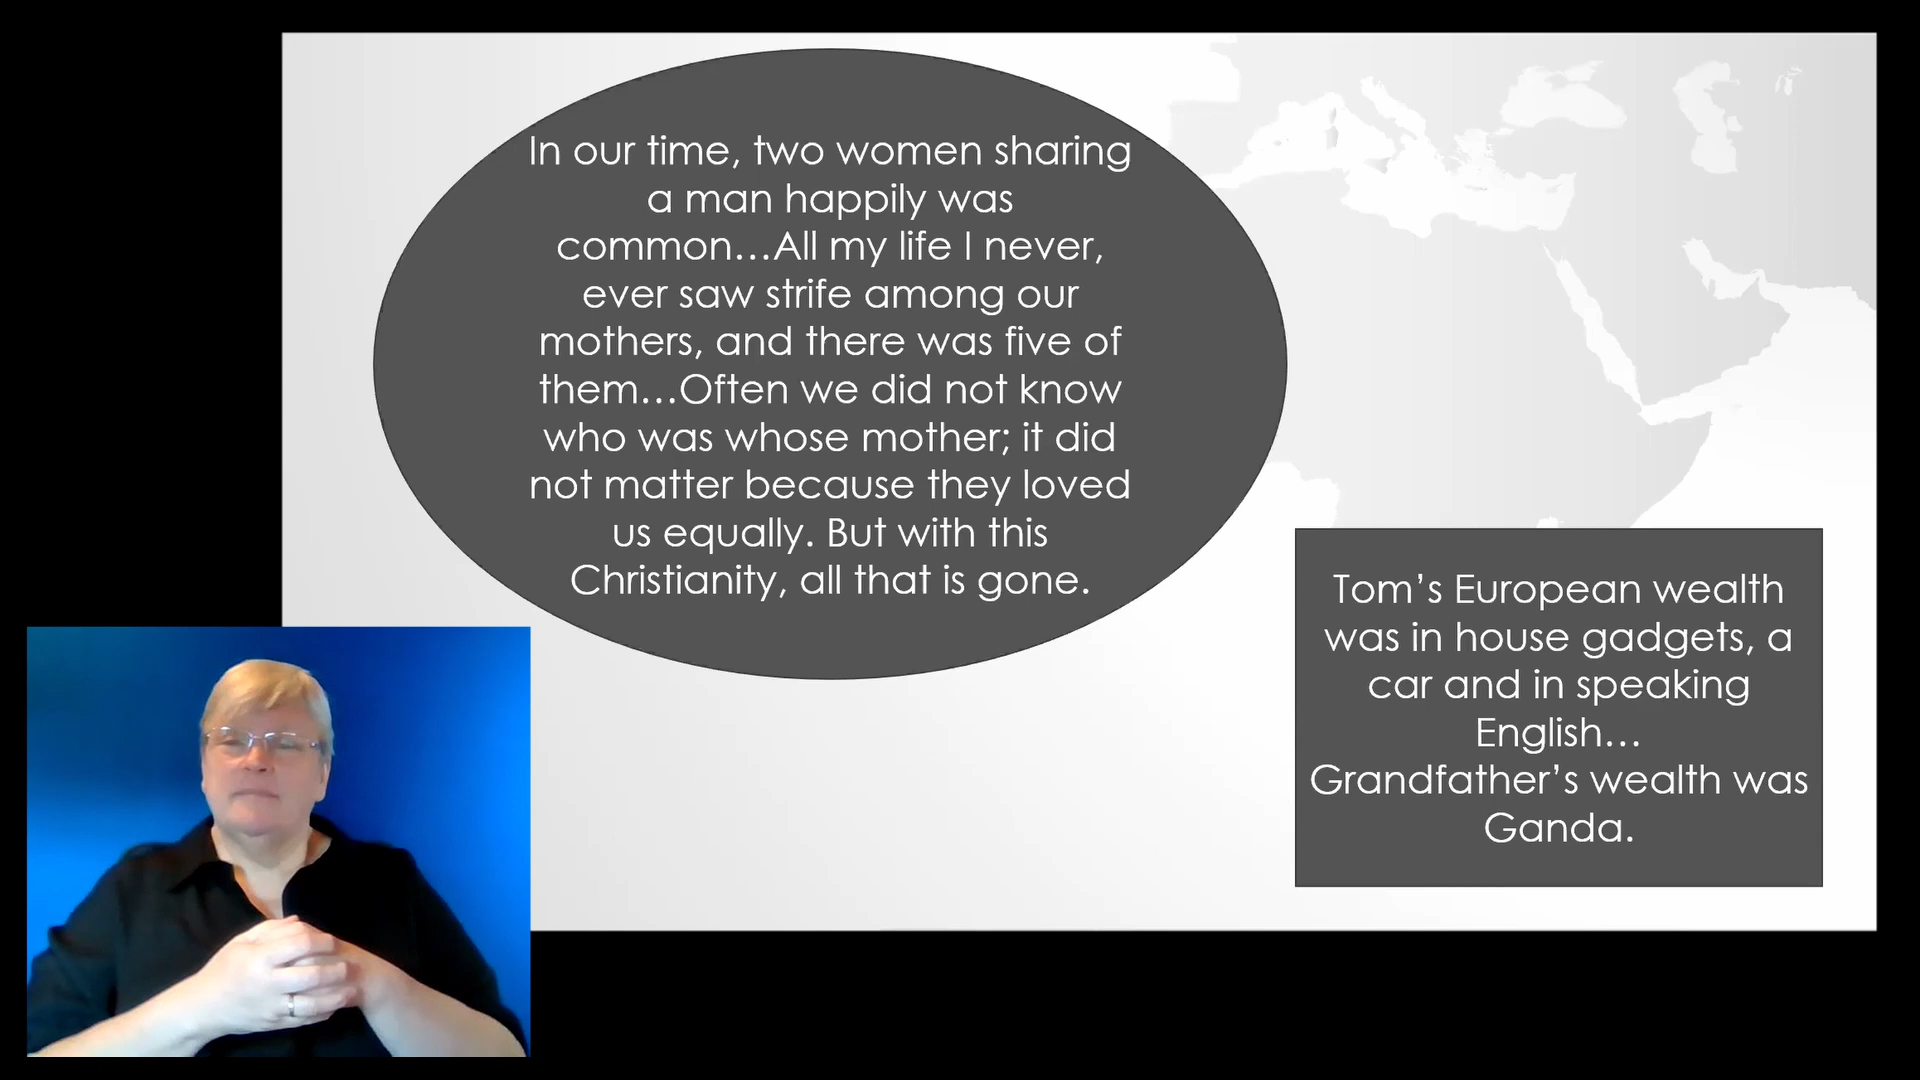 In our time, two women sharing
a man happily was
common…All my life I never,
ever saw strife among our
mothers, and there was five of
them…Often we did not know
who was whose mother; it did
not matter because they loved
us equally. But with this
Christianity, all that is gone.
Tom’s European wealth
was in house gadgets, a
car and in speaking
English…
Grandfather’s wealth was
Ganda.